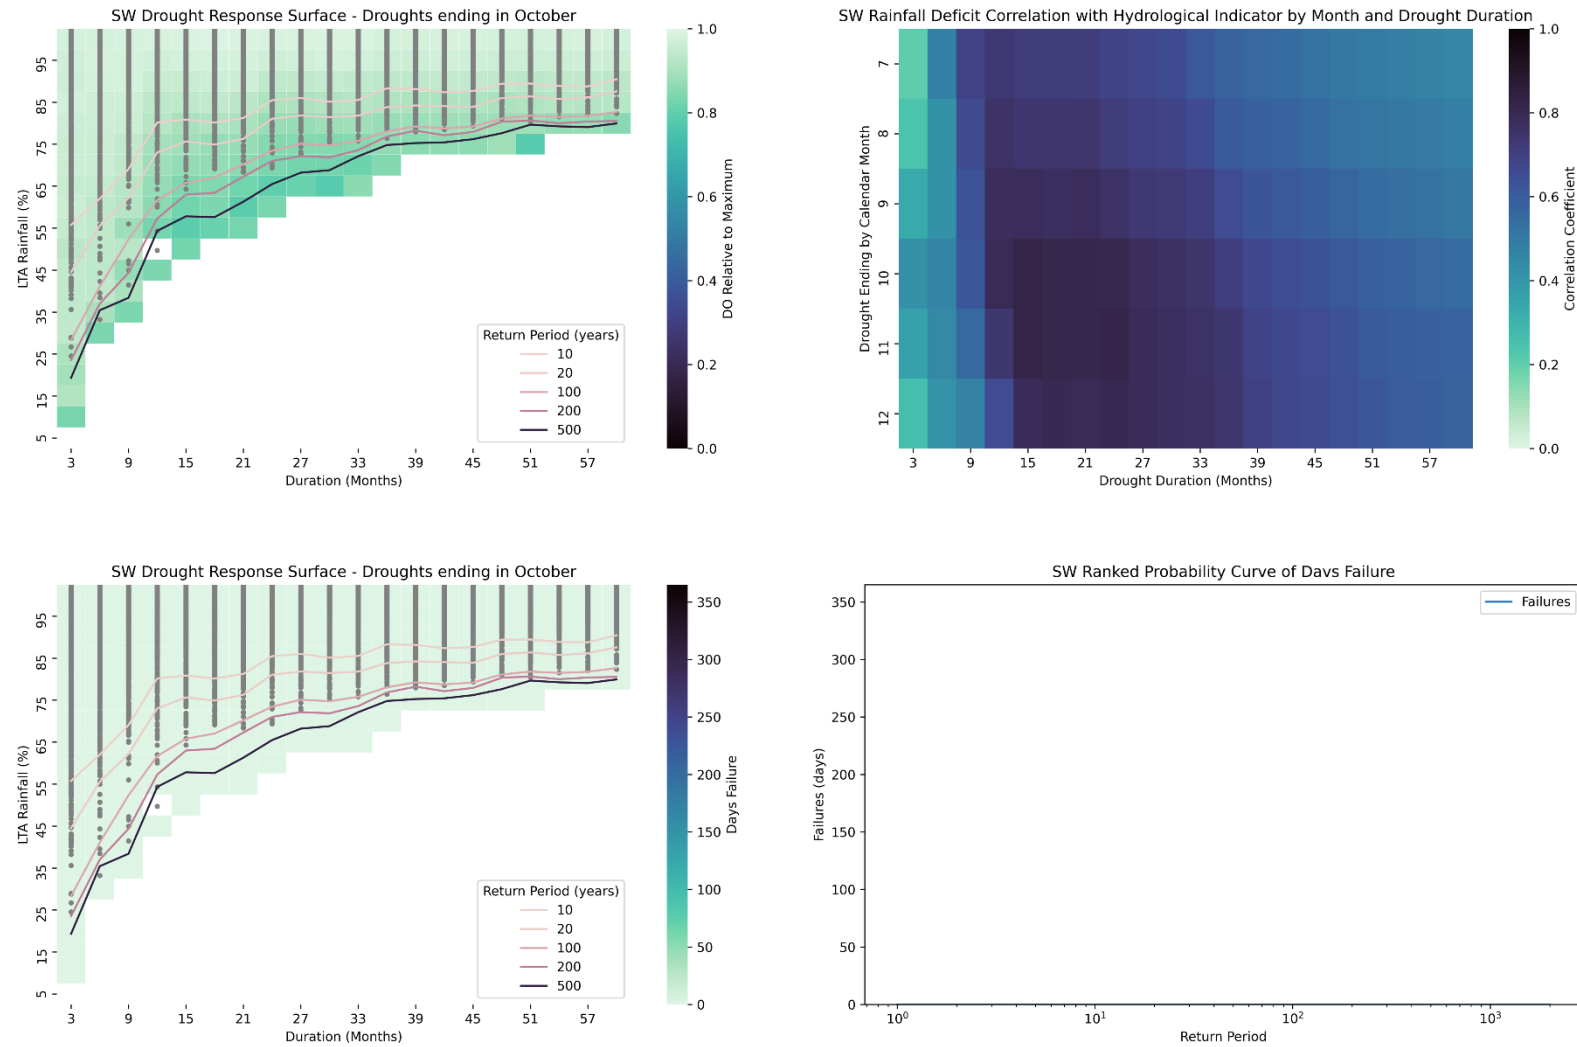 SW Drought Response Surface - Droughts ending in October
LTA Rainfall (%)
95
85
75
65
55
45
35
25
15
5
3 9 15 21 27 33 39 45 51 57
Duration (Months)
Return Period (years)
10
20
100
200
500
1.0
0.8
0.6
0.4
0.2
0.0
DO Relative to Maximum
SW Rainfall Deficit Correlation with Hydrological Indicator by Month and Drought Duration
Drought Ending by Calendar Month
7
8
9
10
11
12
3 9 15 21 27 33 39 45 51 57
Drought Duration (Months)
1.0
0.8
0.6
0.4
0.2
0.0
Correlation Coefficient
SW Drought Response Surface - Droughts ending in October
LTA Rainfall (%)
95
85
75
65
55
45
35
25
15
5
3 9 15 21 27 33 39 45 51 57
Duration (Months)
Return Period (years)
10
20
100
200
500
350
300
250
200
150
100
50
0
Days Failure
SW Ranked Probability Curve of Days Failure
Failures
Failures (days)
350
300
250
200
150
100
50
0
10⁰ 10¹ 10² 10³
Return Period